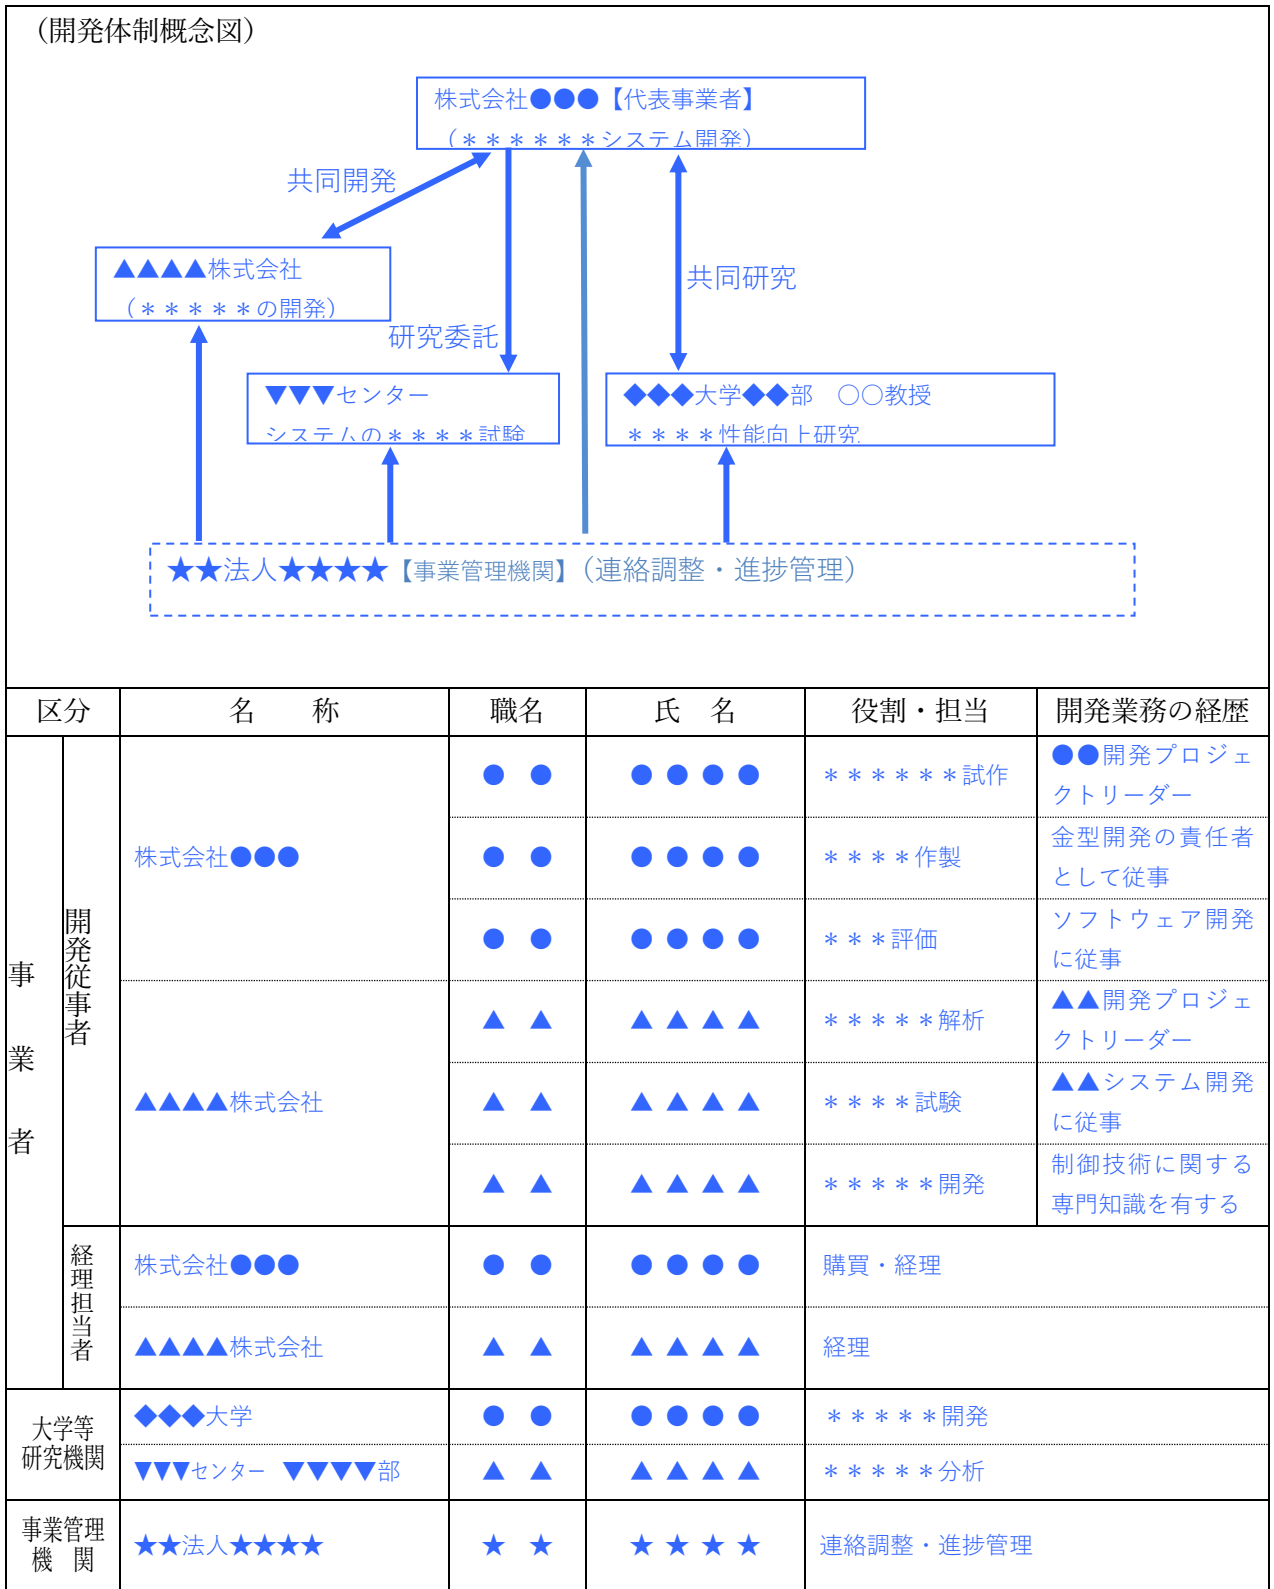 （開発体制概念図）
株式会社●●●【代表事業者】
（＊＊＊＊＊＊システム開発）
共同開発
▲▲▲▲株式会社
（＊＊＊＊＊の開発）
共同研究
研究委託
▼▼▼センター
システムの＊＊＊＊試験
◆◆◆大学◆◆部　〇〇教授
＊＊＊＊性能向上研究
★★法人★★★★【事業管理機関】（連絡調整・進捗管理）
区分　名　称　職名　氏　名　役割・担当　開発業務の経歴
事業者
開発従事者
株式会社●●●
●　●　●　●　●　●　＊＊＊＊＊＊試作
●●開発プロジェ
クトリーダー
●　●　●　●　●　●　＊＊＊＊作製
金型開発の責任者
として従事
●　●　●　●　●　●　＊＊＊評価
ソフトウェア開発
に従事
▲▲▲▲株式会社
▲　▲　▲　▲　▲　▲　＊＊＊＊＊解析
▲▲開発プロジェ
クトリーダー
▲　▲　▲　▲　▲　▲　＊＊＊＊試験
▲▲システム開発
に従事
▲　▲　▲　▲　▲　▲　＊＊＊＊＊開発
制御技術に関する
専門知識を有する
経理担当者
株式会社●●●　●　●　●　●　●　●　購買・経理
▲▲▲▲株式会社　▲　▲　▲　▲　▲　▲　経理
大学等
研究機関
◆◆◆大学　●　●　●　●　●　●　＊＊＊＊＊開発
▼▼▼センター　▼▼▼▼部　▲　▲　▲　▲　▲　▲　＊＊＊＊＊分析
事業管理
機　関
★★法人★★★★　★　★　★　★　★　★　連絡調整・進捗管理